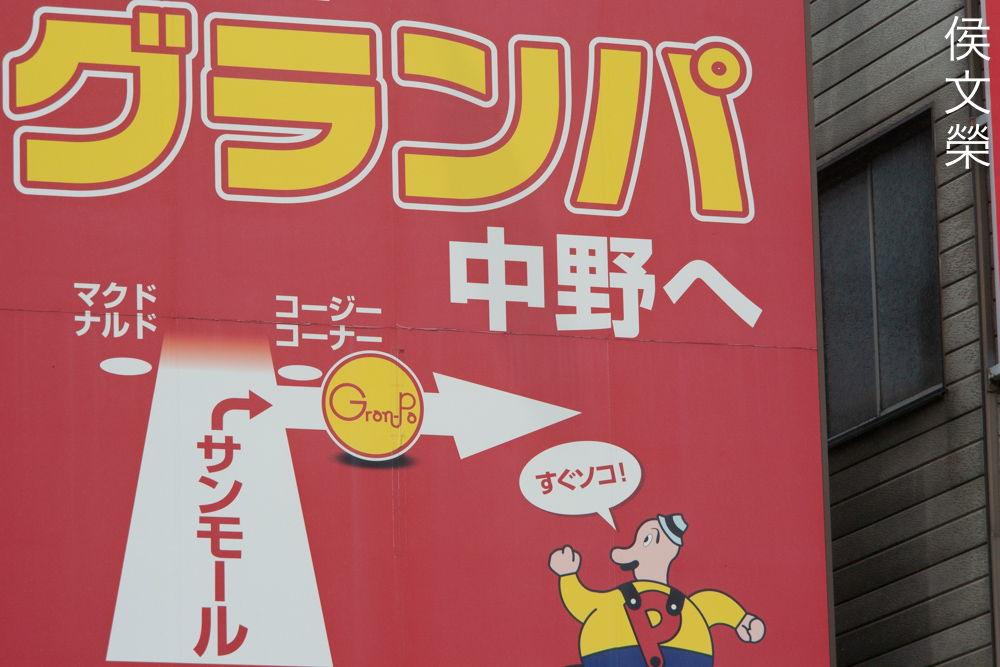 グランパ
中野へ
マクド
ナルド
コージー
コーナー
Gran-Pa
サンモール
すぐソコ!
P
侯文榮